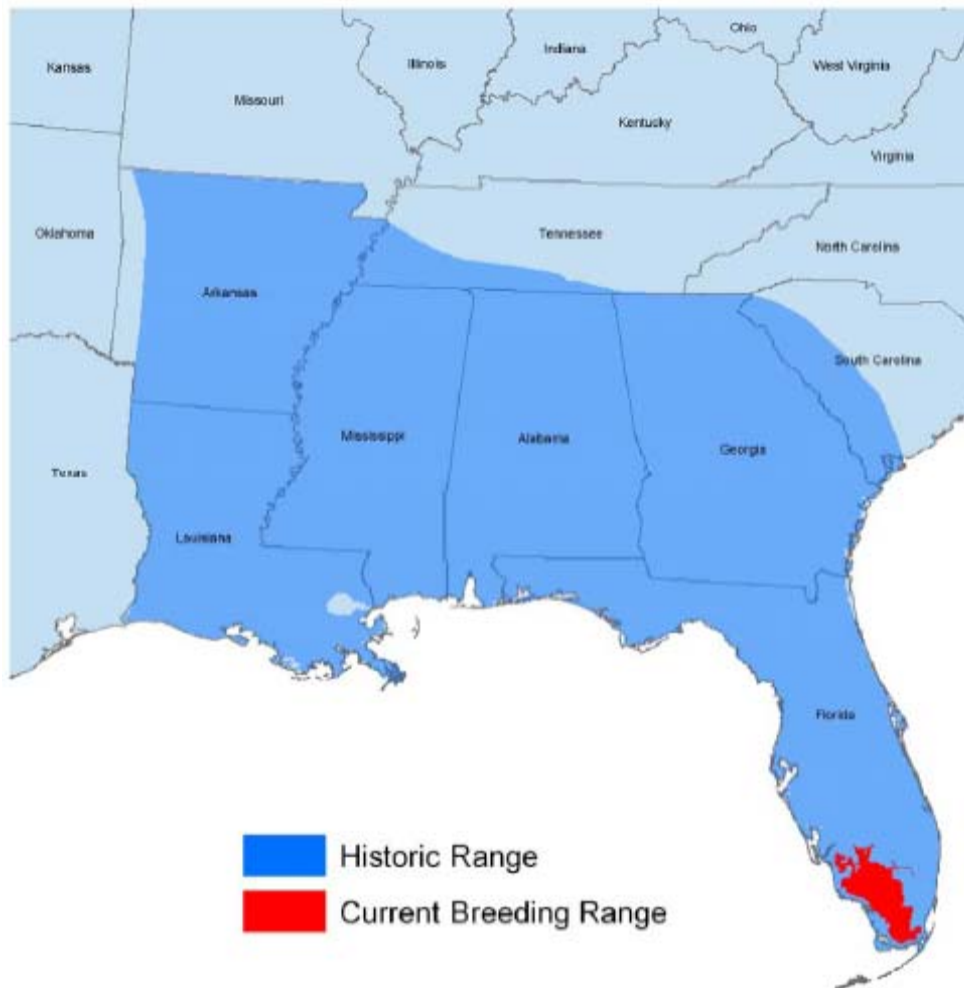 Ohio
Indiana
Illinois
West Virginia
Kansas
Missouri
Kentucky
Virginia
Oklahoma
Tennessee
North Carolina
Arkansas
South Carolina
Mississippi
Alabama
Georgia
Texas
Louisiana
Florida
Historic Range
Current Breeding Range